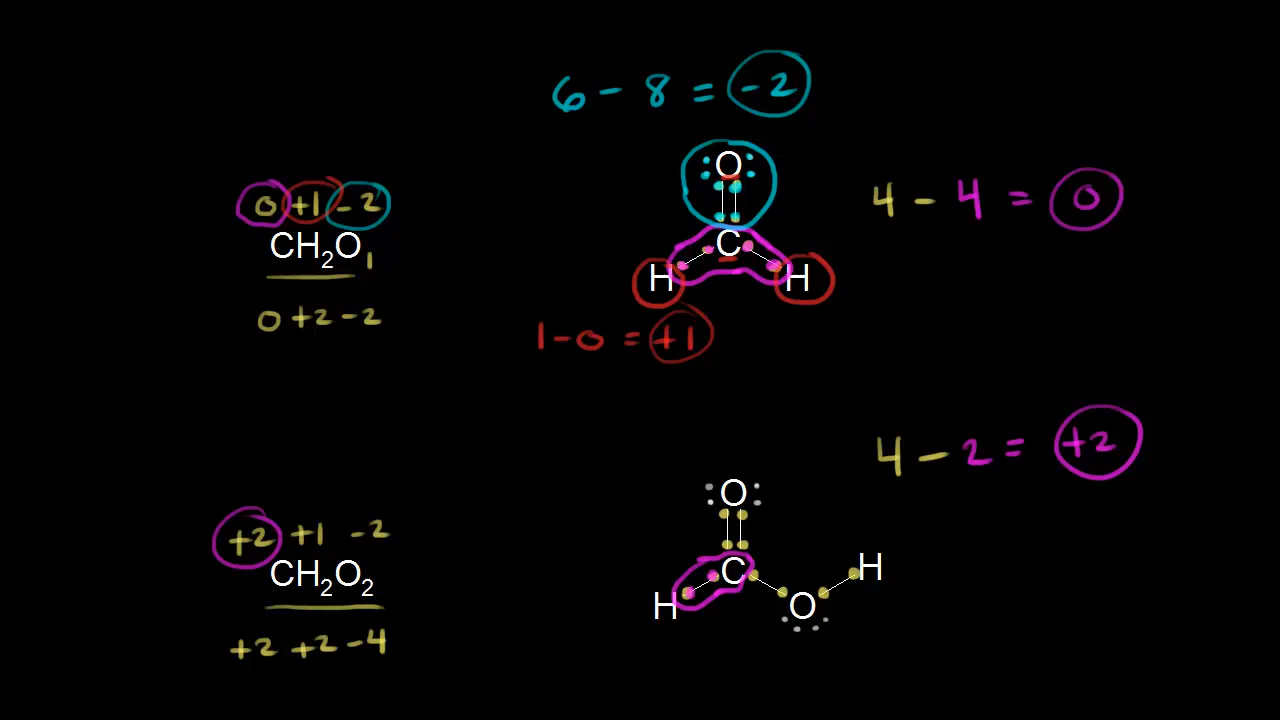 6 - 8 = -2
O
0 +1 -2
4 - 4 = 0
CH2O1
C
H H
0 +2 -2
1 - 0 = +1
4 - 2 = +2
O
+2 +1 -2
CH2O2
C
H
H
O
+2 +2 -4